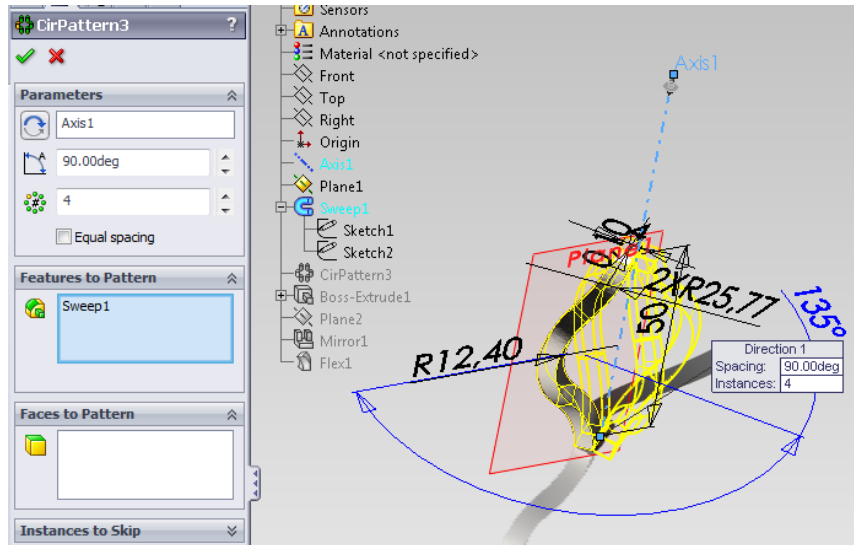 CirPattern3 ?
Parameters
Axis1
90.00deg
4
Equal spacing
Features to Pattern
Sweep1
Faces to Pattern
Instances to Skip
Sensors
Annotations
Material <not specified>
Front
Top
Right
Origin
Axis1
Plane1
Sweep1
Sketch1
Sketch2
CirPattern3
Boss-Extrude1
Plane2
Mirror1
Flex1
Axis1
10
Plane1
2XR25,77
50
135°
R12,40
Direction 1
Spacing: 90.00deg
Instances: 4